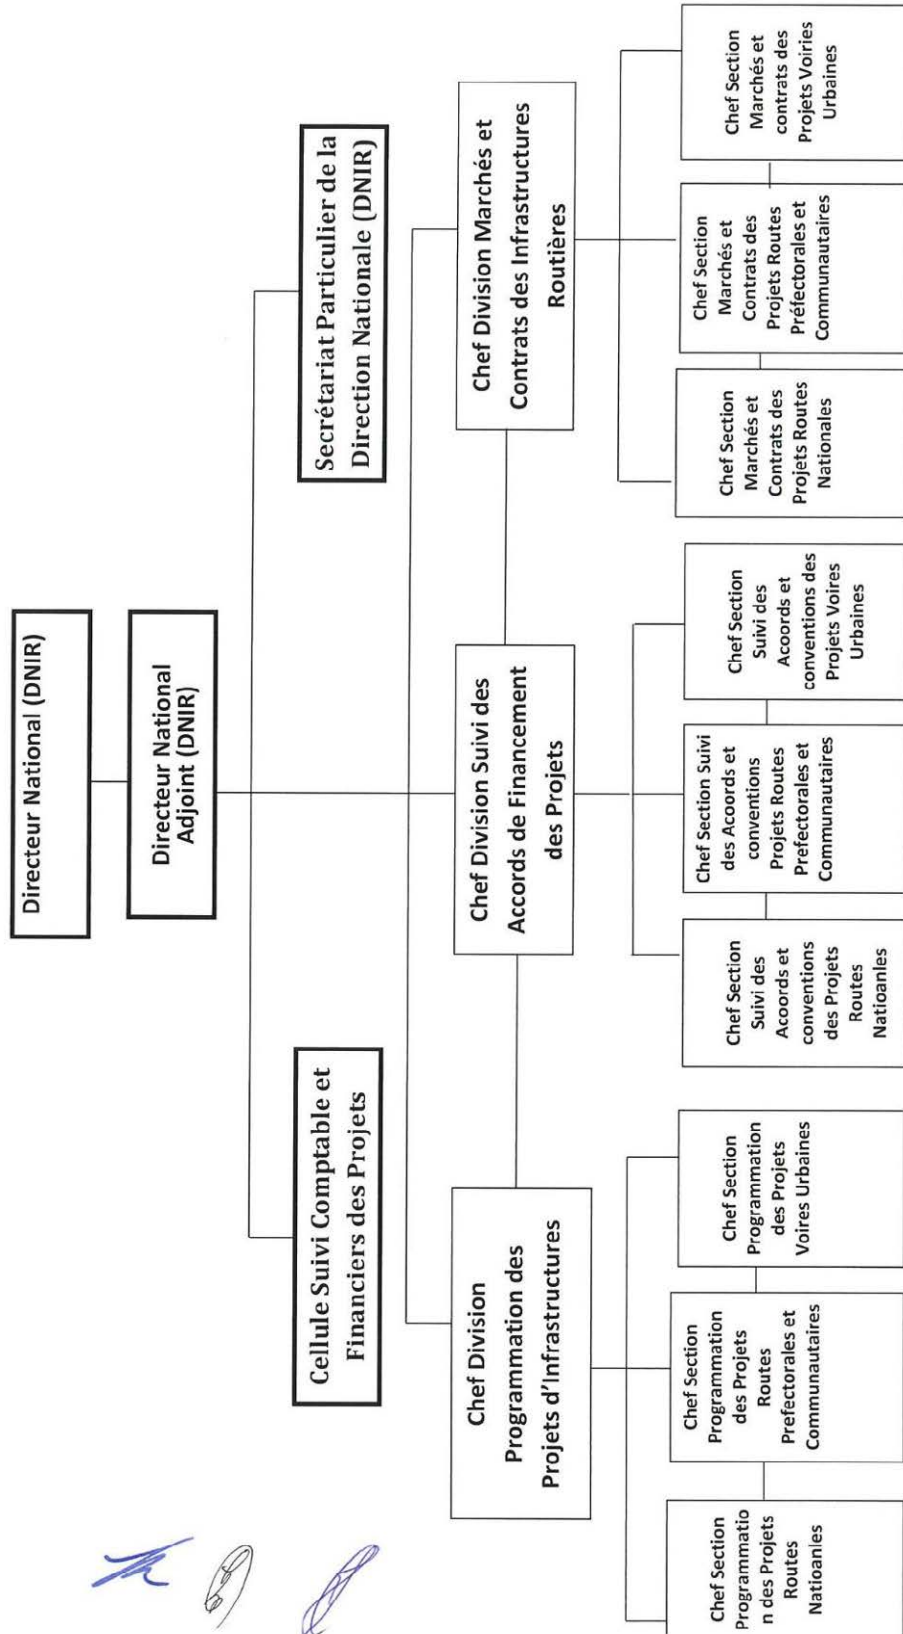 Directeur National (DNIR)
Directeur National
Adjoint (DNIR)
Cellule Suivi Comptable et
Financiers des Projets
Secrétariat Particulier de la
Direction Nationale (DNIR)
Chef Division
Programmation des
Projets d'Infrastructures
Chef Division Suivi des
Accords de Financement
des Projets
Chef Division Marchés et
Contrats des Infrastructures
Routières
Chef Section
Programmatio
n des Projets
Routes
Natioanles
Chef Section
Programmation
des Projets
Routes
Prefectorales et
Communautaires
Chef Section
Programmation
des Projets
Voires Urbaines
Chef Section
Suivi des
Acoords et
conventions
des Projets
Routes
Natioanles
Chef Section Suivi
des Acoords et
conventions
Projets Routes
Prefectorales et
Communautaires
Chef Section
Suivi des
Acoords et
conventions des
Projets Voires
Urbaines
Chef Section
Marchés et
Contrats des
Projets Routes
Nationales
Chef Section
Marchés et
Contrats des
Projets Routes
Préfectorales et
Communautaires
Chef Section
Marchés et
contrats des
Projets Voiries
Urbaines